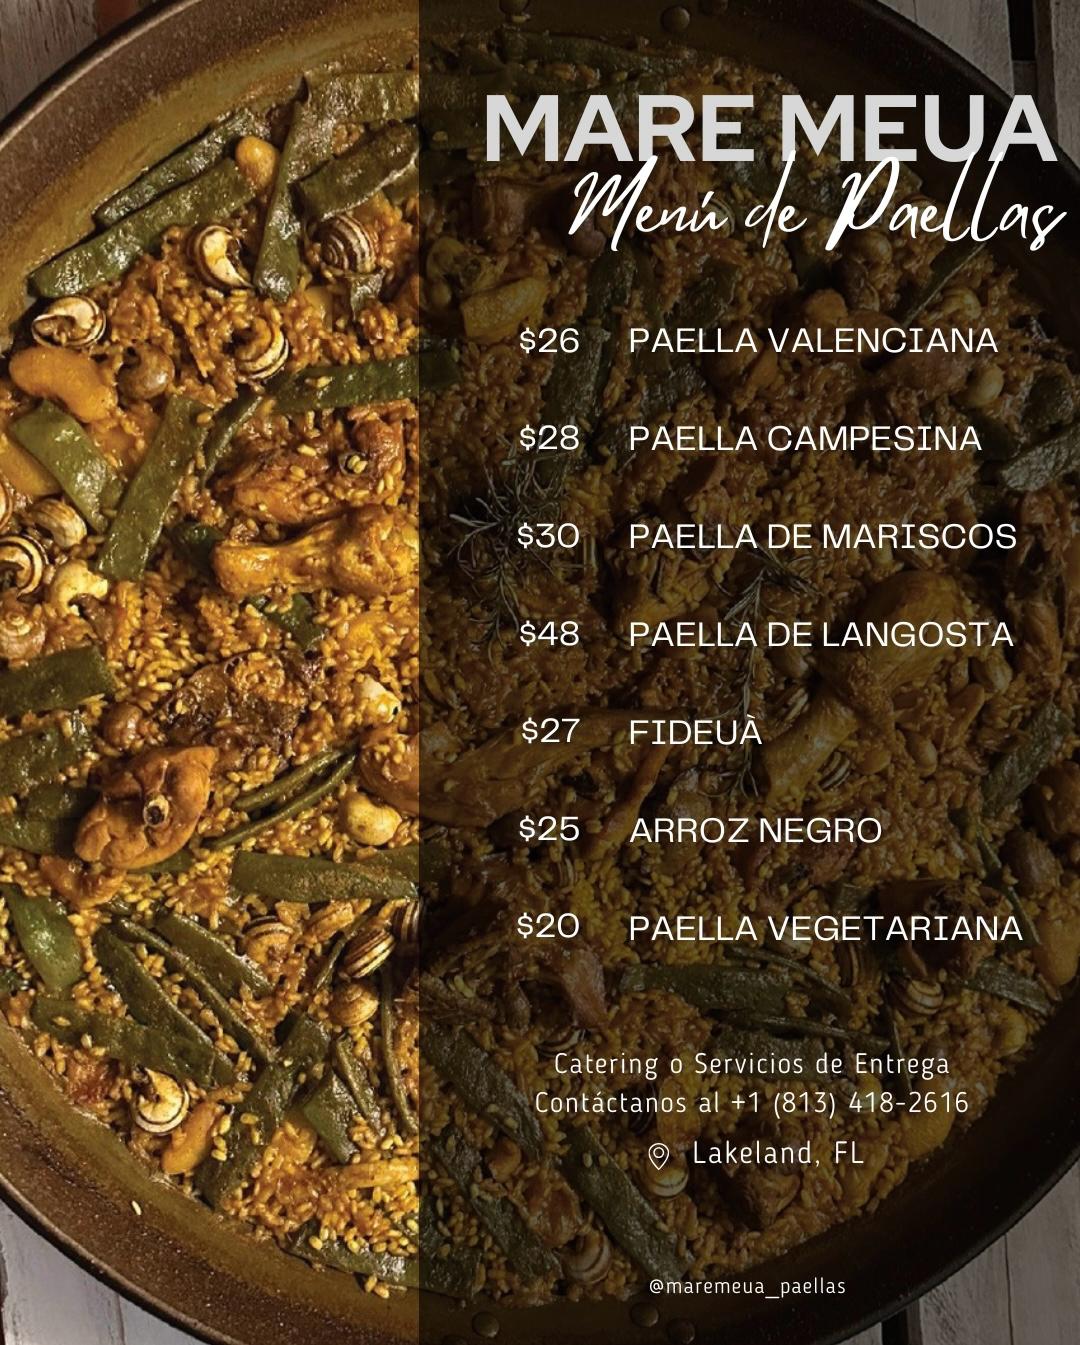 MARE MEUA
Menú de Paellas
$26 PAELLA VALENCIANA
$28 PAELLA CAMPESINA
$30 PAELLA DE MARISCOS
$48 PAELLA DE LANGOSTA
$27 FIDEUÀ
$25 ARROZ NEGRO
$20 PAELLA VEGETARIANA
Catering o Servicios de Entrega
Contáctanos al +1 (813) 418-2616
Lakeland, FL
@maremeua_paellas